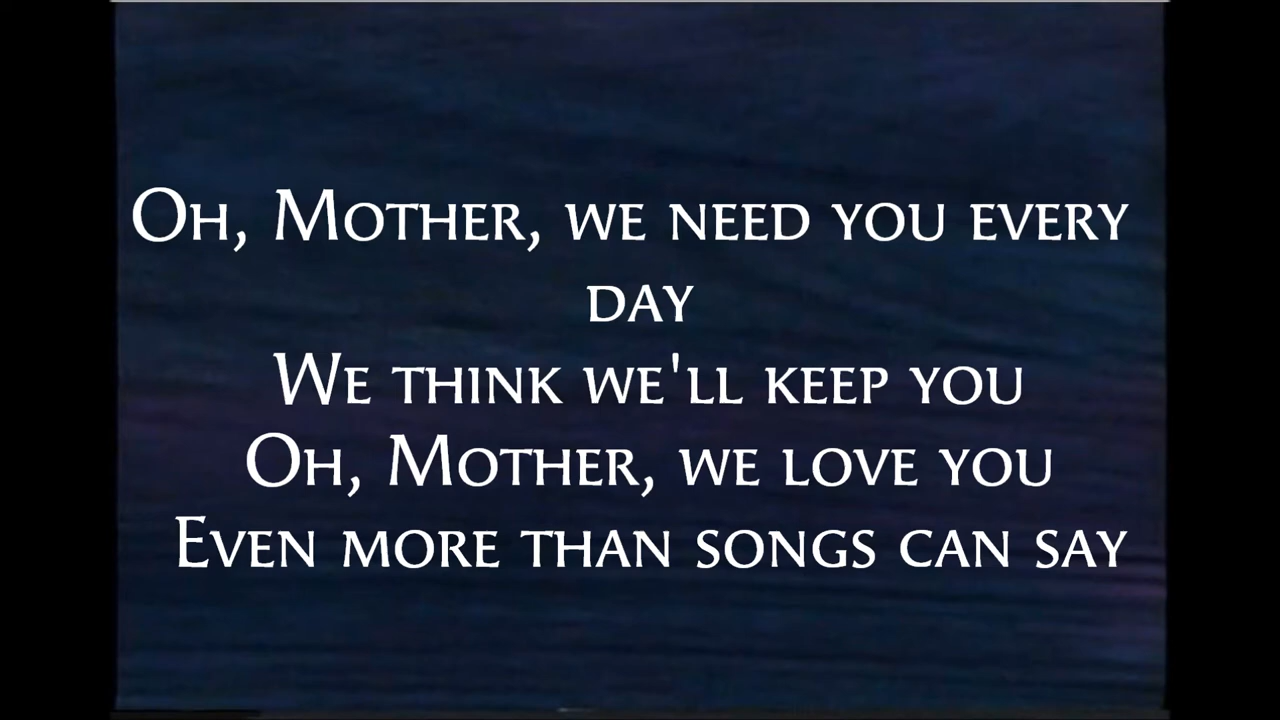 Oh, Mother, we need you every
day
We think we'll keep you
Oh, Mother, we love you
Even more than songs can say